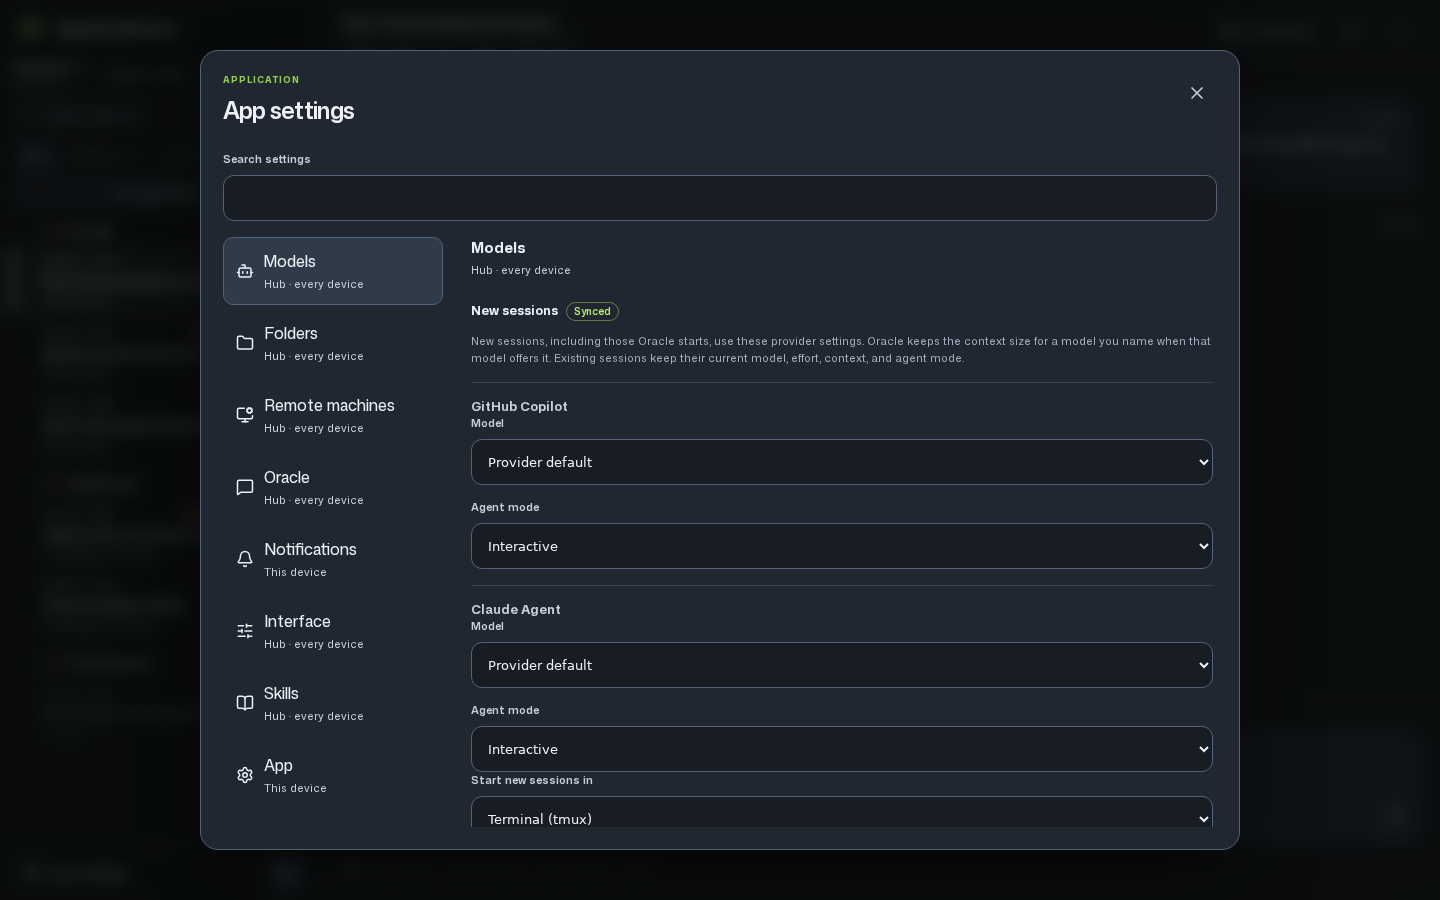 APPLICATION
App settings
Search settings
Models
Hub · every device
Folders
Hub · every device
Remote machines
Hub · every device
Oracle
Hub · every device
Notifications
This device
Interface
Hub · every device
Skills
Hub · every device
App
This device
Models
Hub · every device
New sessions Synced
New sessions, including those Oracle starts, use these provider settings. Oracle keeps the context size for a model you name when that
model offers it. Existing sessions keep their current model, effort, context, and agent mode.
GitHub Copilot
Model
Provider default
Agent mode
Interactive
Claude Agent
Model
Provider default
Agent mode
Interactive
Start new sessions in
Terminal (tmux)